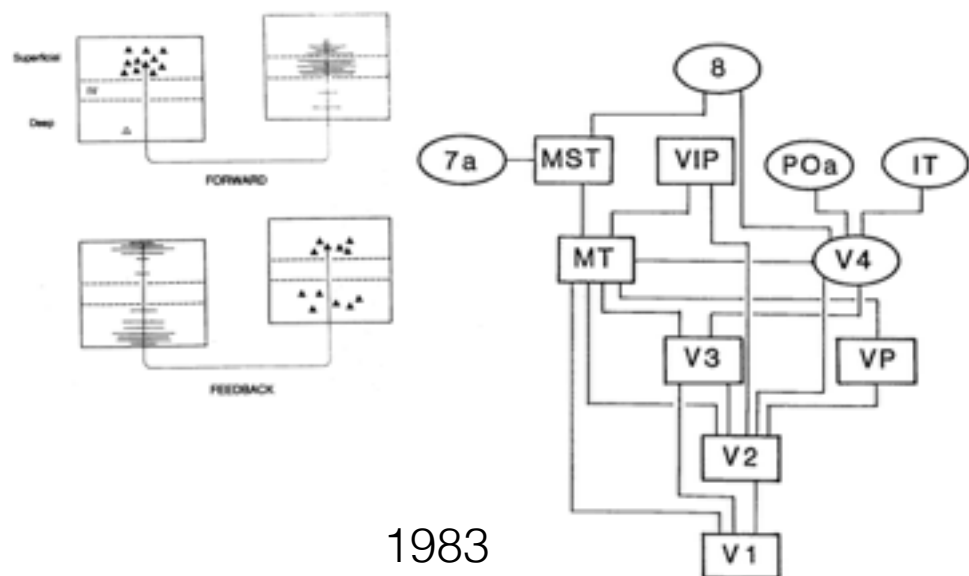 Superficial
IV
Deep
FORWARD
FEEDBACK
8
7a
MST
VIP
POa
IT
MT
V4
V3
VP
V2
V1
1983